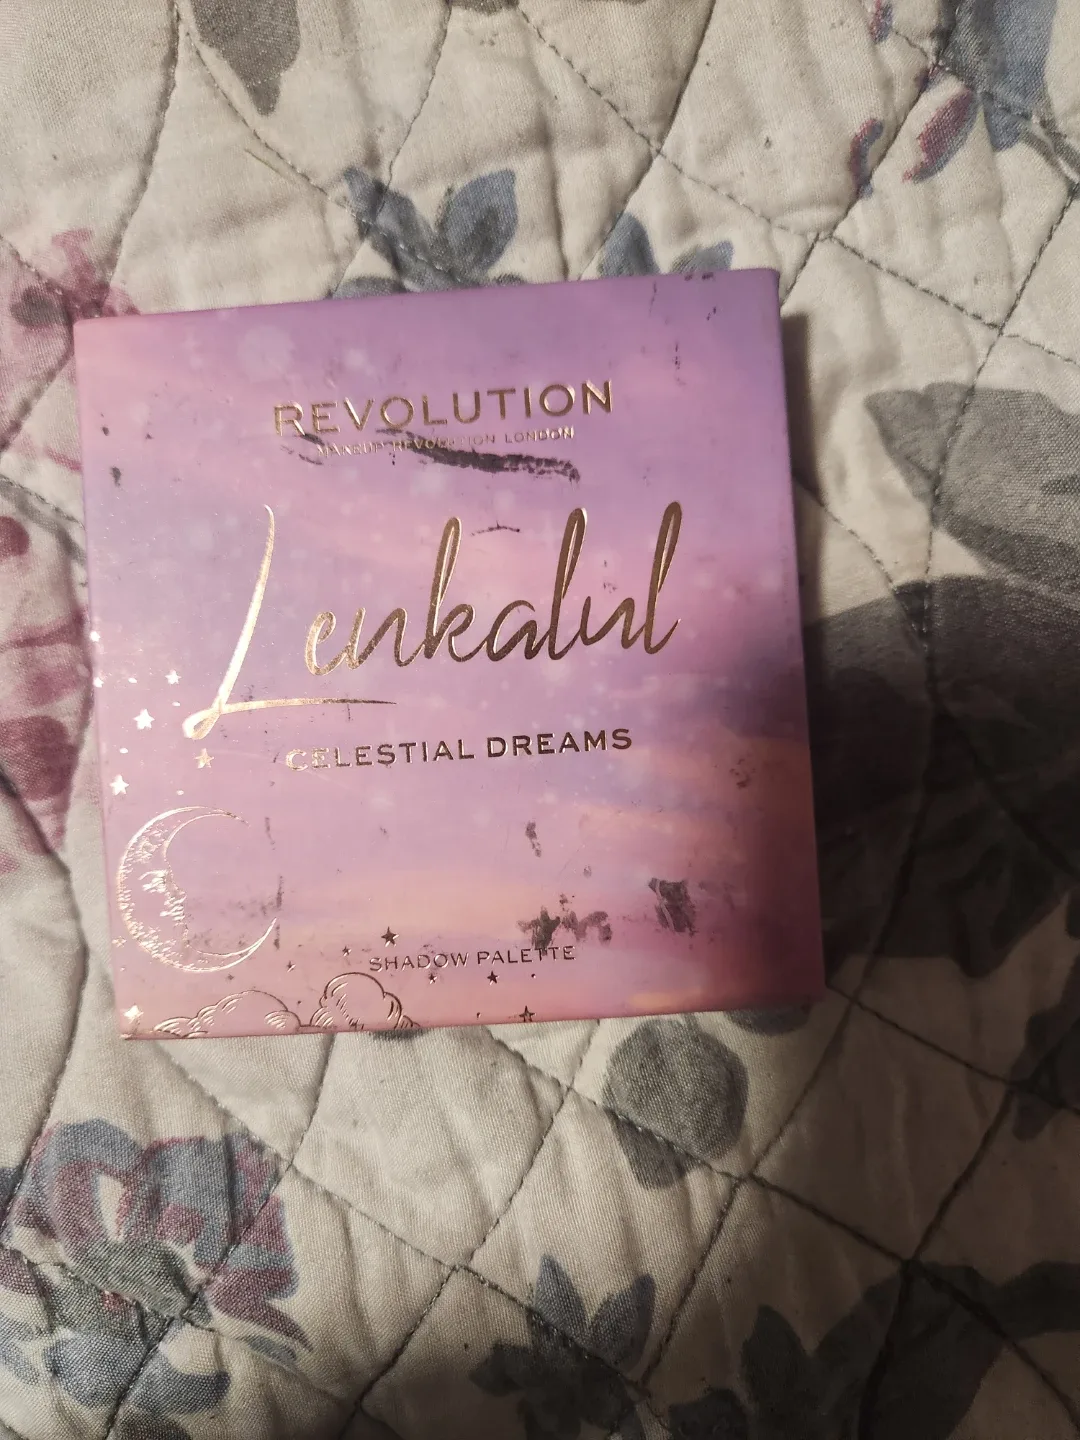 REVOLUTION
MAKEUP REVOLUTION LONDON
Lenkalul
CELESTIAL DREAMS
SHADOW PALETTE